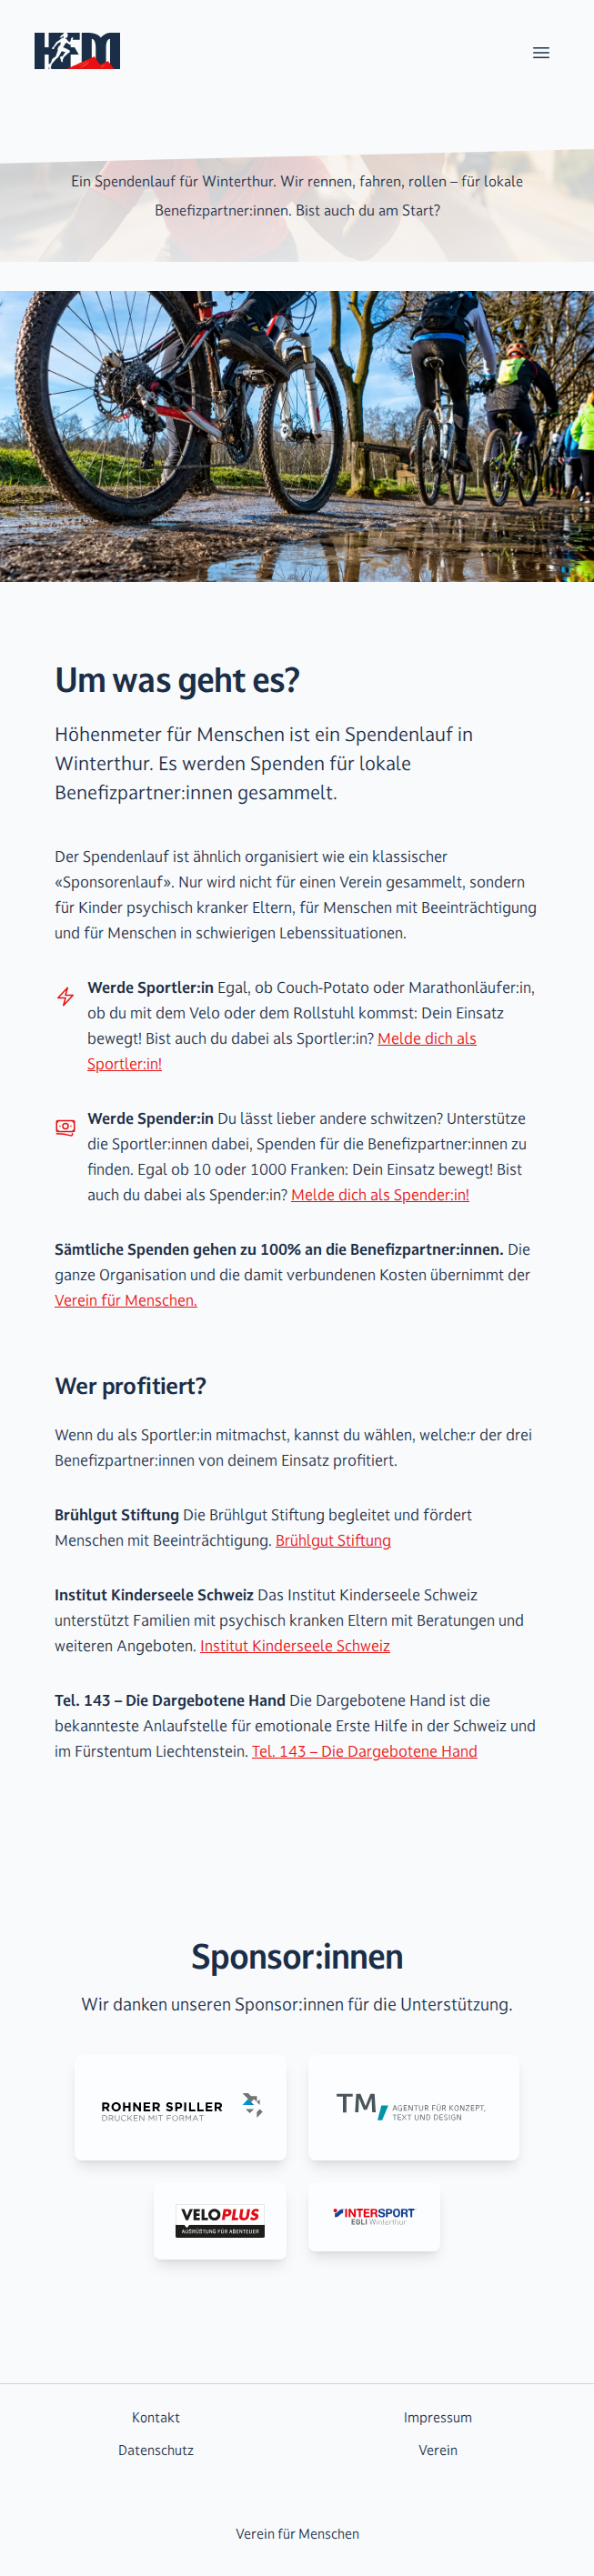 HFM
Ein Spendenlauf für Winterthur. Wir rennen, fahren, rollen – für lokale
Benefizpartner:innen. Bist auch du am Start?
Um was geht es?
Höhenmeter für Menschen ist ein Spendenlauf in
Winterthur. Es werden Spenden für lokale
Benefizpartner:innen gesammelt.
Der Spendenlauf ist ähnlich organisiert wie ein klassischer
«Sponsorenlauf». Nur wird nicht für einen Verein gesammelt, sondern
für Kinder psychisch kranker Eltern, für Menschen mit Beeinträchtigung
und für Menschen in schwierigen Lebenssituationen.
Werde Sportler:in Egal, ob Couch-Potato oder Marathonläufer:in,
ob du mit dem Velo oder dem Rollstuhl kommst: Dein Einsatz
bewegt! Bist auch du dabei als Sportler:in? Melde dich als
Sportler:in!
Werde Spender:in Du lässt lieber andere schwitzen? Unterstütze
die Sportler:innen dabei, Spenden für die Benefizpartner:innen zu
finden. Egal ob 10 oder 1000 Franken: Dein Einsatz bewegt! Bist
auch du dabei als Spender:in? Melde dich als Spender:in!
Sämtliche Spenden gehen zu 100% an die Benefizpartner:innen. Die
ganze Organisation und die damit verbundenen Kosten übernimmt der
Verein für Menschen.
Wer profitiert?
Wenn du als Sportler:in mitmachst, kannst du wählen, welche:r der drei
Benefizpartner:innen von deinem Einsatz profitiert.
Brühlgut Stiftung Die Brühlgut Stiftung begleitet und fördert
Menschen mit Beeinträchtigung. Brühlgut Stiftung
Institut Kinderseele Schweiz Das Institut Kinderseele Schweiz
unterstützt Familien mit psychisch kranken Eltern mit Beratungen und
weiteren Angeboten. Institut Kinderseele Schweiz
Tel. 143 – Die Dargebotene Hand Die Dargebotene Hand ist die
bekannteste Anlaufstelle für emotionale Erste Hilfe in der Schweiz und
im Fürstentum Liechtenstein. Tel. 143 – Die Dargebotene Hand
Sponsor:innen
Wir danken unseren Sponsor:innen für die Unterstützung.
ROHNER SPILLER
DRUCKEN MIT FORMAT
TM, AGENTUR FÜR KONZEPT,
TEXT UND DESIGN
VELOPLUS
AUSRÜSTUNG FÜR ABENTEUER
INTERSPORT
EGLI Winterthur
Kontakt Impressum
Datenschutz Verein
Verein für Menschen